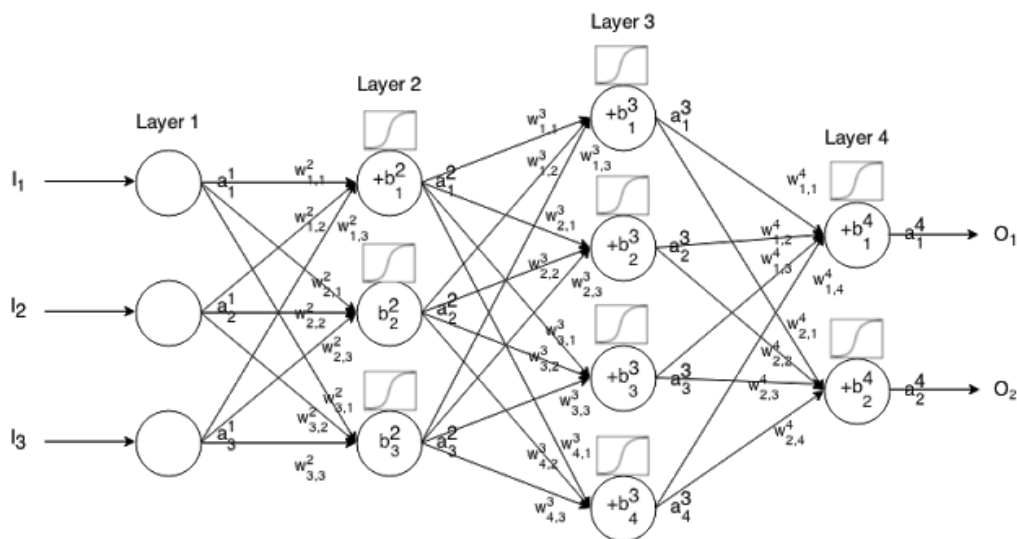 Layer 1
Layer 2
Layer 3
Layer 4
I₁
I2
I3
a¹₁
a¹₂
a¹₃
w²₁,₁
w²₁,₂
w²₁,₃
w²₂,₁
w²₂,₂
w²₂,₃
w²₃,₁
w²₃,₂
w²₃,₃
+b²₁
b²₂
b²₃
a²₁
a²₂
a²₃
w³₁,₁
w³₁,₂
w³₁,₃
w³₂,₁
w³₂,₂
w³₂,₃
w³₃,₁
w³₃,₂
w³₃,₃
w³₄,₁
w³₄,₂
w³₄,₃
+b³₁
+b³₂
+b³₃
+b³₄
a³₁
a³₂
a³₃
a³₄
w⁴₁,₁
w⁴₁,₂
w⁴₁,₃
w⁴₁,₄
w⁴₂,₁
w⁴₂,₂
w⁴₂,₃
w⁴₂,₄
+b⁴₁
+b⁴₂
a⁴₁
a⁴₂
O₁
O₂